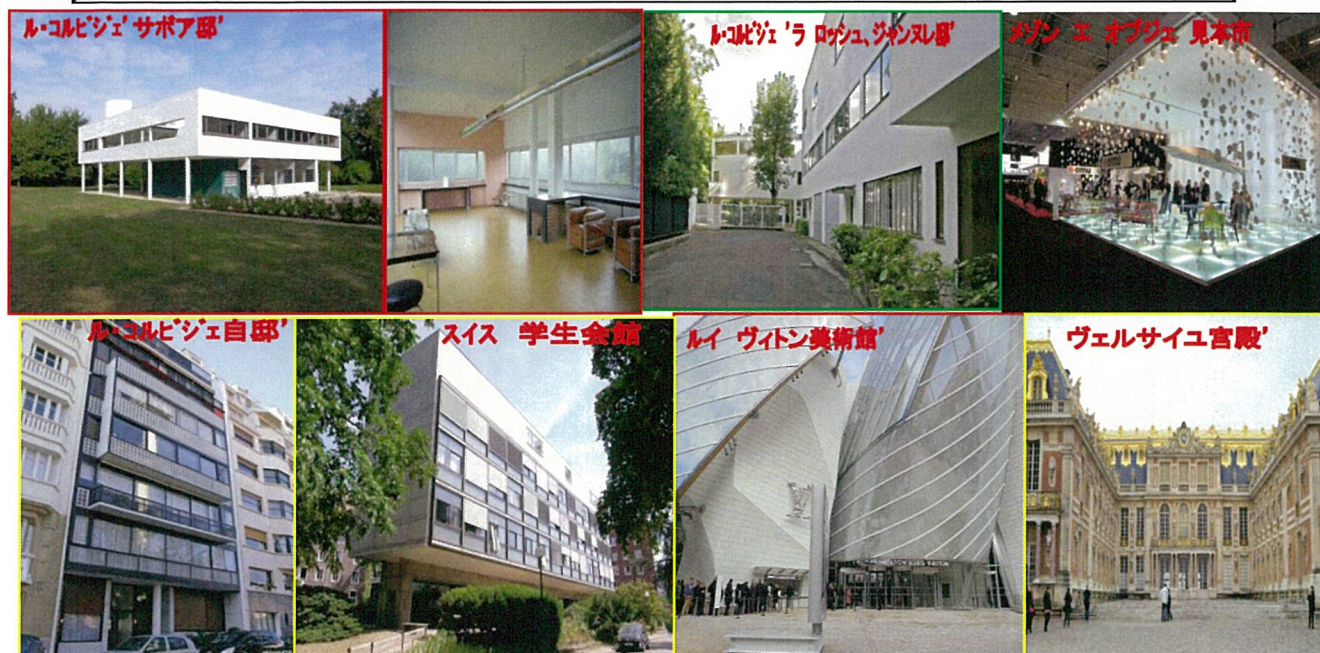 ル・コルビジェ'サボア邸'
ル・コルビジェ 'ラ ロッシュ、ジャンヌレ邸'
メゾン エ オブジェ 見本市
ル・コルビジェ自邸'
スイス 学生会館
ルイ ヴィトン美術館'
ヴェルサイユ宮殿'